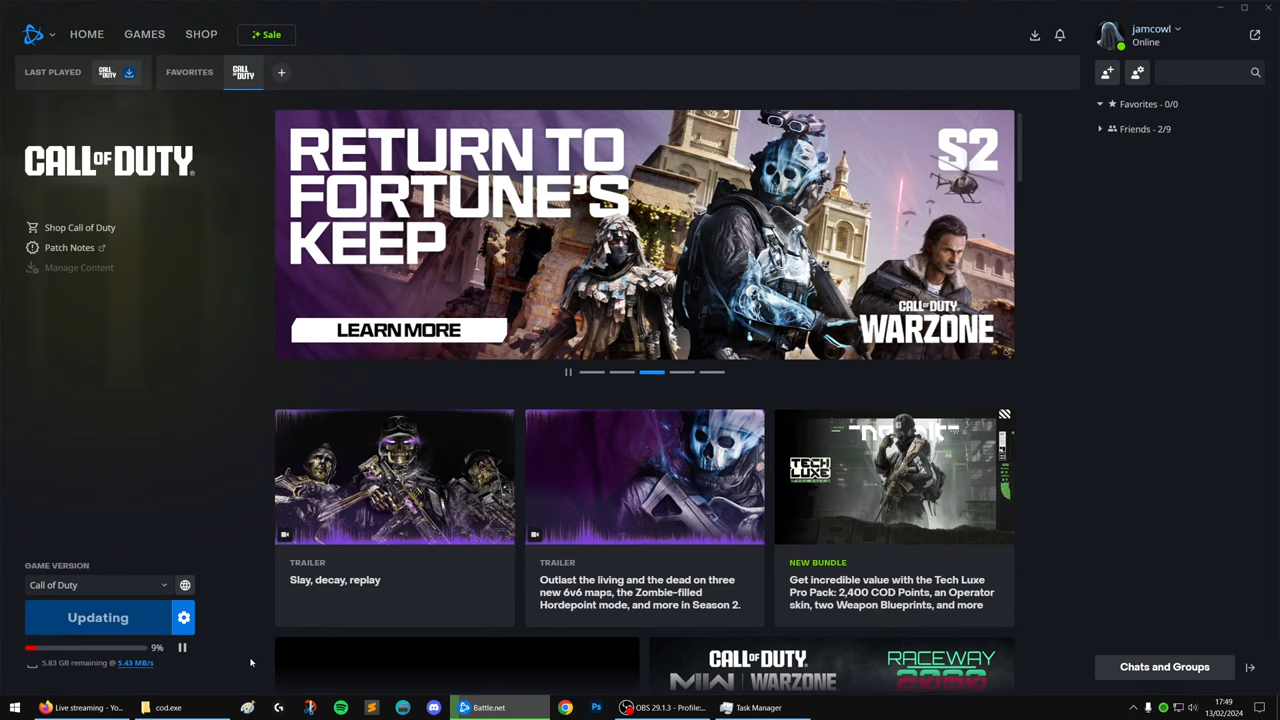 HOME
GAMES
SHOP
Sale
jamcowl
Online
LAST PLAYED
CALL OF DUTY
FAVORITES
CALL OF DUTY
Favorites - 0/0
Friends - 2/9
CALL OF DUTY
Shop Call of Duty
Patch Notes
Manage Content
RETURN TO
FORTUNE'S
KEEP
LEARN MORE
S2
CALL OF DUTY
WARZONE
TRAILER
Slay, decay, replay
TRAILER
Outlast the living and the dead on three
new 6v6 maps, the Zombie-filled
Hordepoint mode, and more in Season 2.
TECH
LUXE
NEW BUNDLE
Get incredible value with the Tech Luxe
Pro Pack: 2,400 COD Points, an Operator
skin, two Weapon Blueprints, and more
GAME VERSION
Call of Duty
Updating
9%
5.83 GB remaining @ 5.43 MB/s
CALL OF DUTY
MW WARZONE
RACEWAY
Chats and Groups
Live streaming - Yo...
cod.exe
Battle.net
OBS 29.1.3 - Profile:...
Task Manager
17:49
13/02/2024